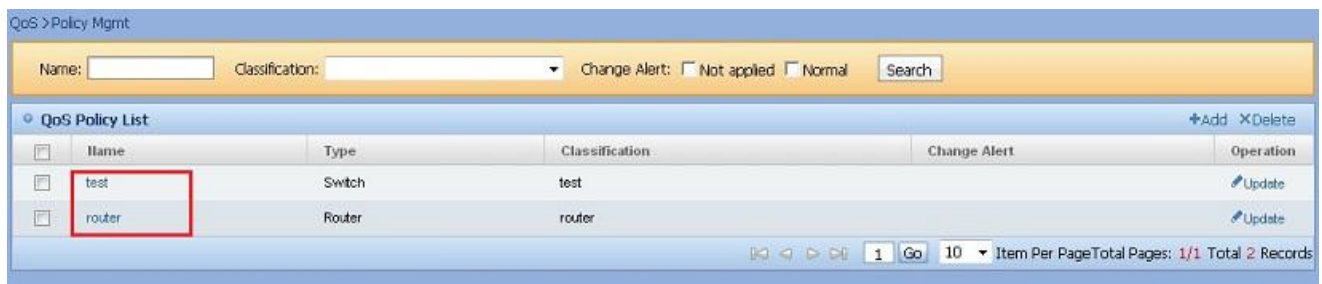 QoS >Policy Mgmt
Name: Classification: Change Alert: Not applied Normal Search
QoS Policy List +Add XDelete
Name Type Classification Change Alert Operation
test Switch test Update
router Router router Update
1 Go 10 Item Per PageTotal Pages: 1/1 Total 2 Records